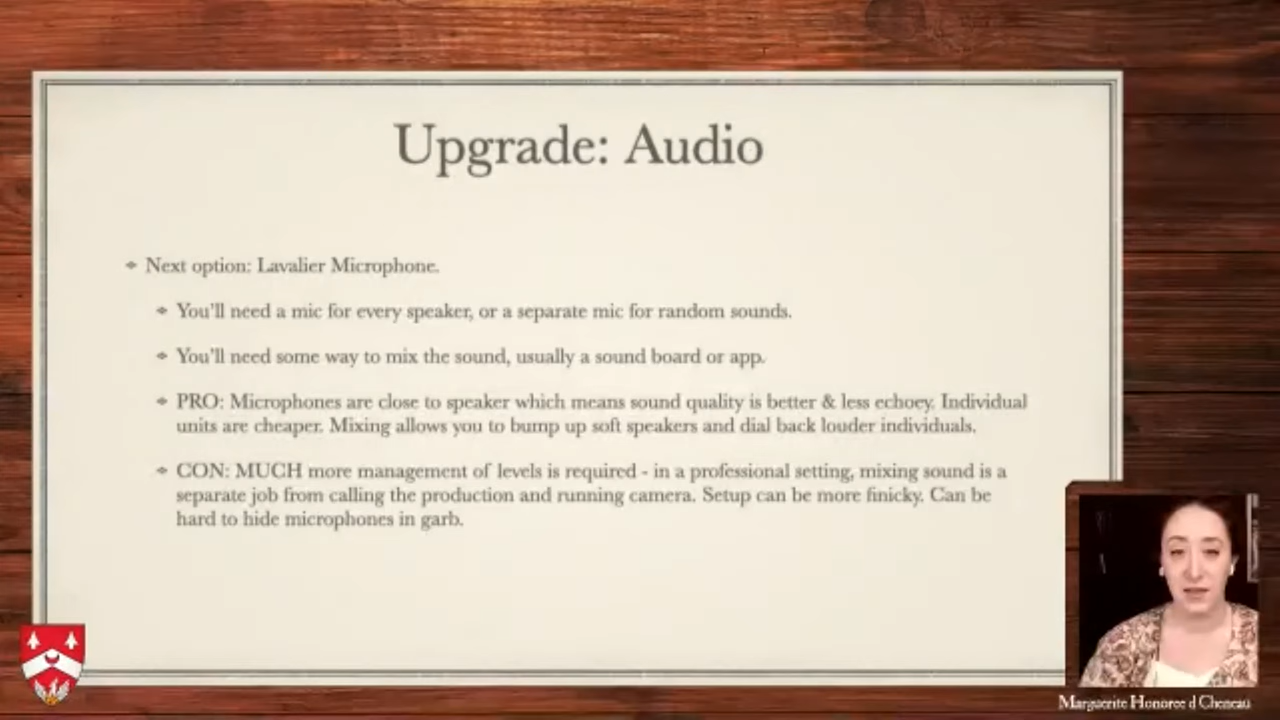 Upgrade: Audio
Next option: Lavalier Microphone.
You'll need a mic for every speaker, or a separate mic for random sounds.
You'll need some way to mix the sound, usually a sound board or app.
PRO: Microphones are close to speaker which means sound quality is better & less echoey. Individual
units are cheaper. Mixing allows you to bump up soft speakers and dial back louder individuals.
CON: MUCH more management of levels is required - in a professional setting, mixing sound is a
separate job from calling the production and running camera. Setup can be more finicky. Can be
hard to hide microphones in garb.
Marguerite Honoree d Cheneau